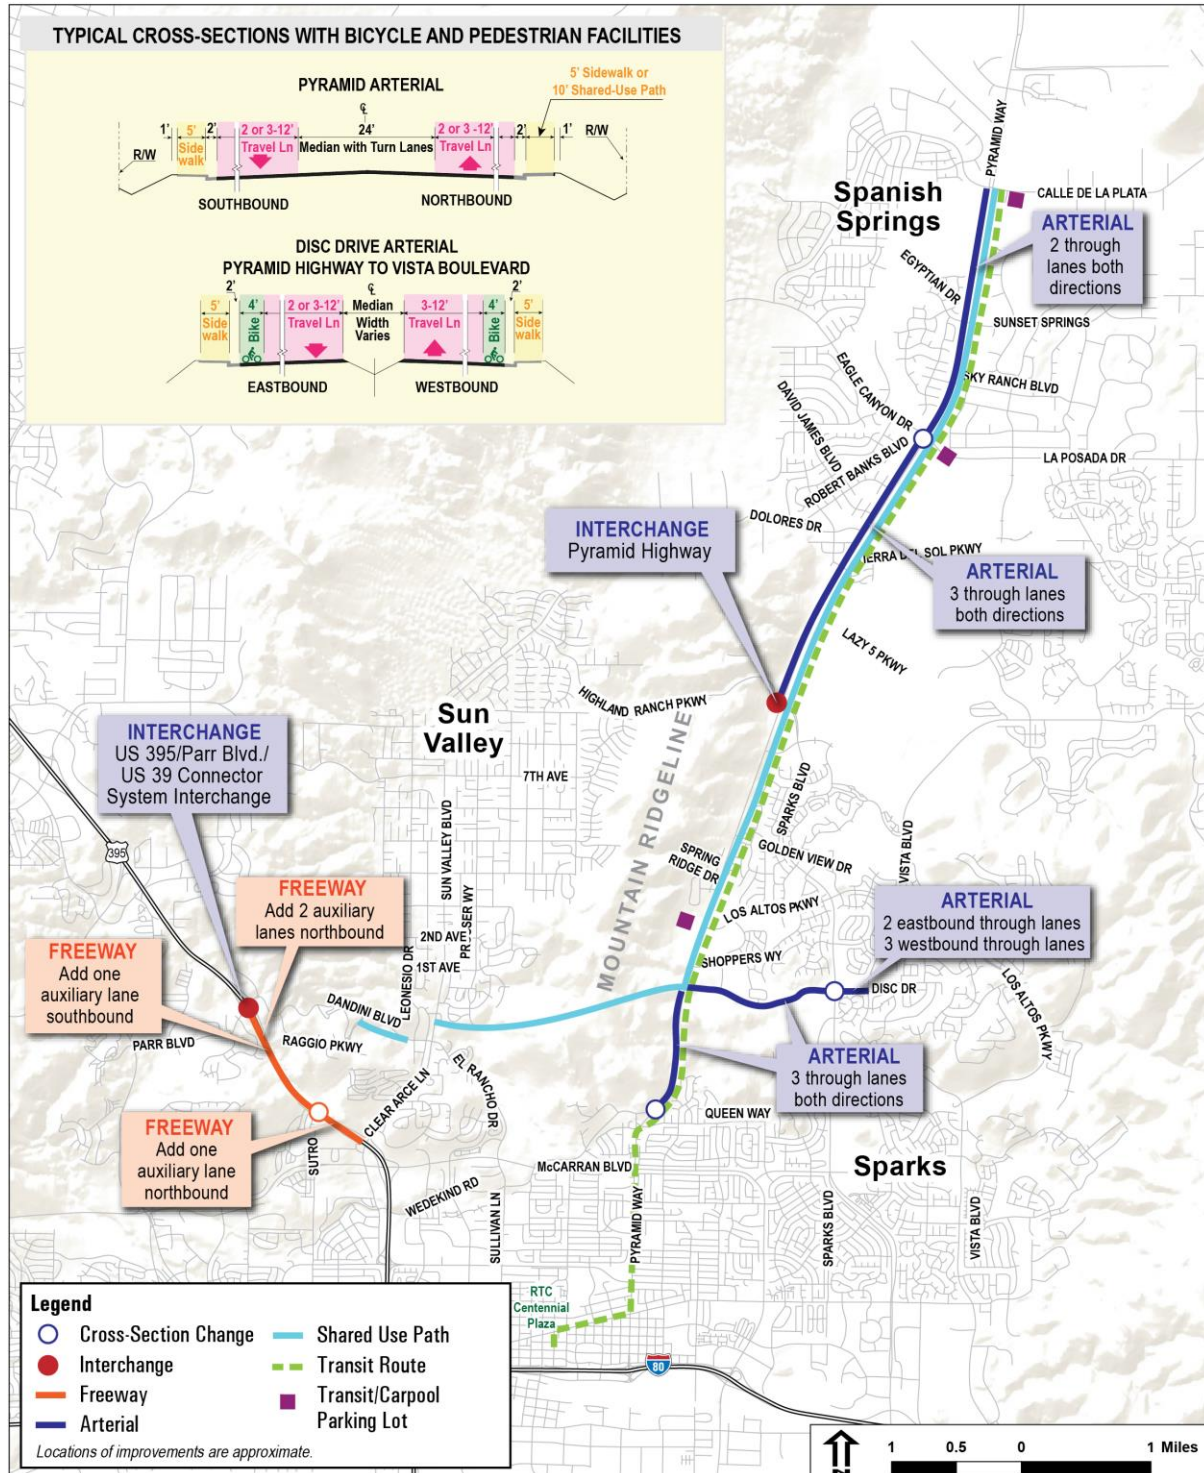 TYPICAL CROSS-SECTIONS WITH BICYCLE AND PEDESTRIAN FACILITIES
PYRAMID ARTERIAL
5' Sidewalk or
10' Shared-Use Path
℄
1' 5' 2' 2 or 3-12' 24' 2 or 3 -12' 2' 1' R/W
R/W Side Travel Ln Median with Turn Lanes Travel Ln
walk
SOUTHBOUND NORTHBOUND
DISC DRIVE ARTERIAL
PYRAMID HIGHWAY TO VISTA BOULEVARD
℄
2' 2'
5' 4' 2 or 3-12' Median 3-12' 4' 5'
Side Bike Travel Ln Width Travel Ln Bike Side
walk Varies walk
EASTBOUND WESTBOUND
PYRAMID WAY
CALLE DE LA PLATA
Spanish
Springs
ARTERIAL
2 through
lanes both
directions
EGYPTIAN DR
SUNSET SPRINGS
EAGLE CANYON DR
SKY RANCH BLVD
DAVID JAMES BLVD
ROBERT BANKS BLVD
LA POSADA DR
DOLORES DR
INTERCHANGE
Pyramid Highway
IERRA DEL SOL PKWY
ARTERIAL
3 through lanes
both directions
LAZY 5 PKWY
HIGHLAND RANCH PKWY
Sun
Valley
MOUNTAIN RIDGELINE
INTERCHANGE
US 395/Parr Blvd./
US 39 Connector
System Interchange
7TH AVE
SUN VALLEY BLVD
SPARKS BLVD
395
SPRING
RIDGE DR
GOLDEN VIEW DR
VISTA BLVD
FREEWAY
Add 2 auxiliary
lanes northbound
LOS ALTOS PKWY
ARTERIAL
2 eastbound through lanes
3 westbound through lanes
2ND AVE
1ST AVE
LEONESIO DR
SHOPPERS WY
FREEWAY
Add one
auxiliary lane
southbound
DISC DR
LOS ALTOS PKWY
DANDINI BLVD
PARR BLVD
RAGGIO PKWY
ARTERIAL
3 through lanes
both directions
EL RANCHO DR
CLEAR ARCE LN
QUEEN WAY
FREEWAY
Add one
auxiliary lane
northbound
SUTRO
McCARRAN BLVD
Sparks
WEDEKIND RD
SULLIVAN LN
PYRAMID WAY
SPARKS BLVD
VISTA BLVD
RTC
Centennial
Plaza
80
Legend
Cross-Section Change
Interchange
Freeway
Arterial
Shared Use Path
Transit Route
Transit/Carpool
Parking Lot
Locations of improvements are approximate.
1 0.5 0 1 Miles